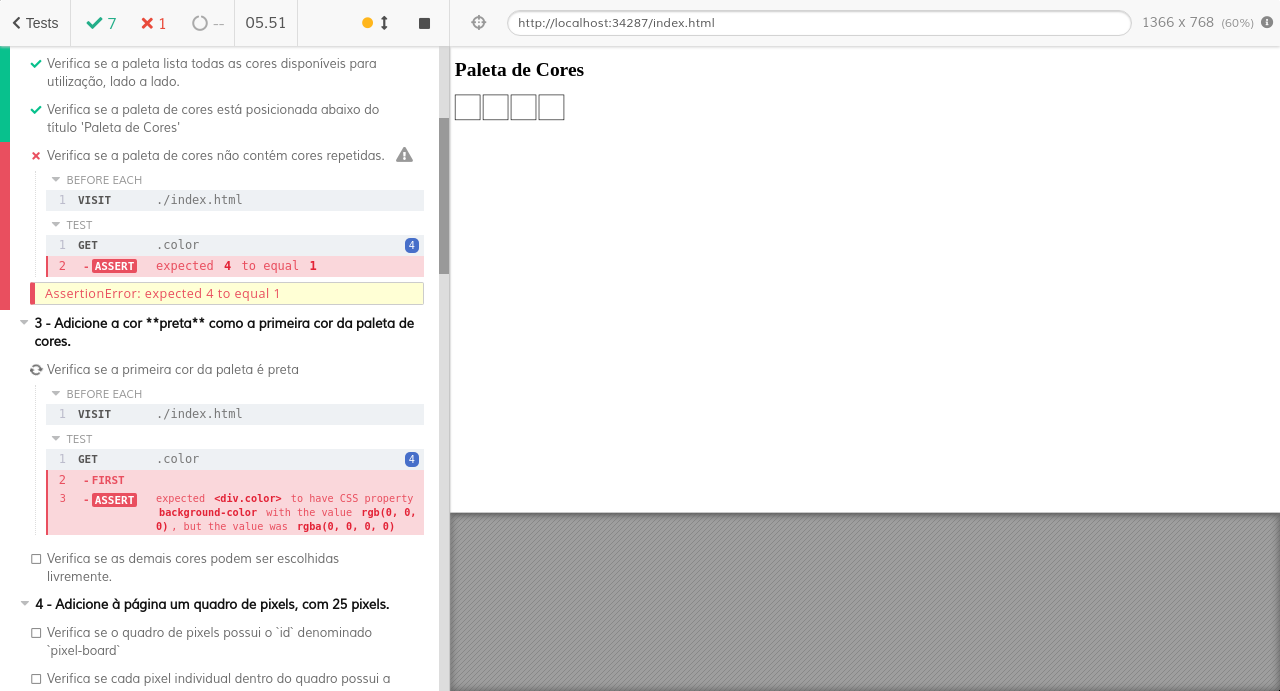 Tests 7 1 -- 05.51
http://localhost:34287/index.html 1366 x 768 (60%)
Verifica se a paleta lista todas as cores disponíveis para
utilização, lado a lado.
Verifica se a paleta de cores está posicionada abaixo do
título 'Paleta de Cores'
Verifica se a paleta de cores não contém cores repetidas.
BEFORE EACH
1 VISIT ./index.html
TEST
1 GET .color 4
2 -ASSERT expected 4 to equal 1
AssertionError: expected 4 to equal 1
3 - Adicione a cor **preta** como a primeira cor da paleta de
cores.
Verifica se a primeira cor da paleta é preta
BEFORE EACH
1 VISIT ./index.html
TEST
1 GET .color 4
2 -FIRST
3 -ASSERT expected <div.color> to have CSS property
background-color with the value rgb(0, 0,
0), but the value was rgba(0, 0, 0, 0)
Verifica se as demais cores podem ser escolhidas
livremente.
4 - Adicione à página um quadro de pixels, com 25 pixels.
Verifica se o quadro de pixels possui o `id` denominado
`pixel-board`
Verifica se cada pixel individual dentro do quadro possui a
Paleta de Cores